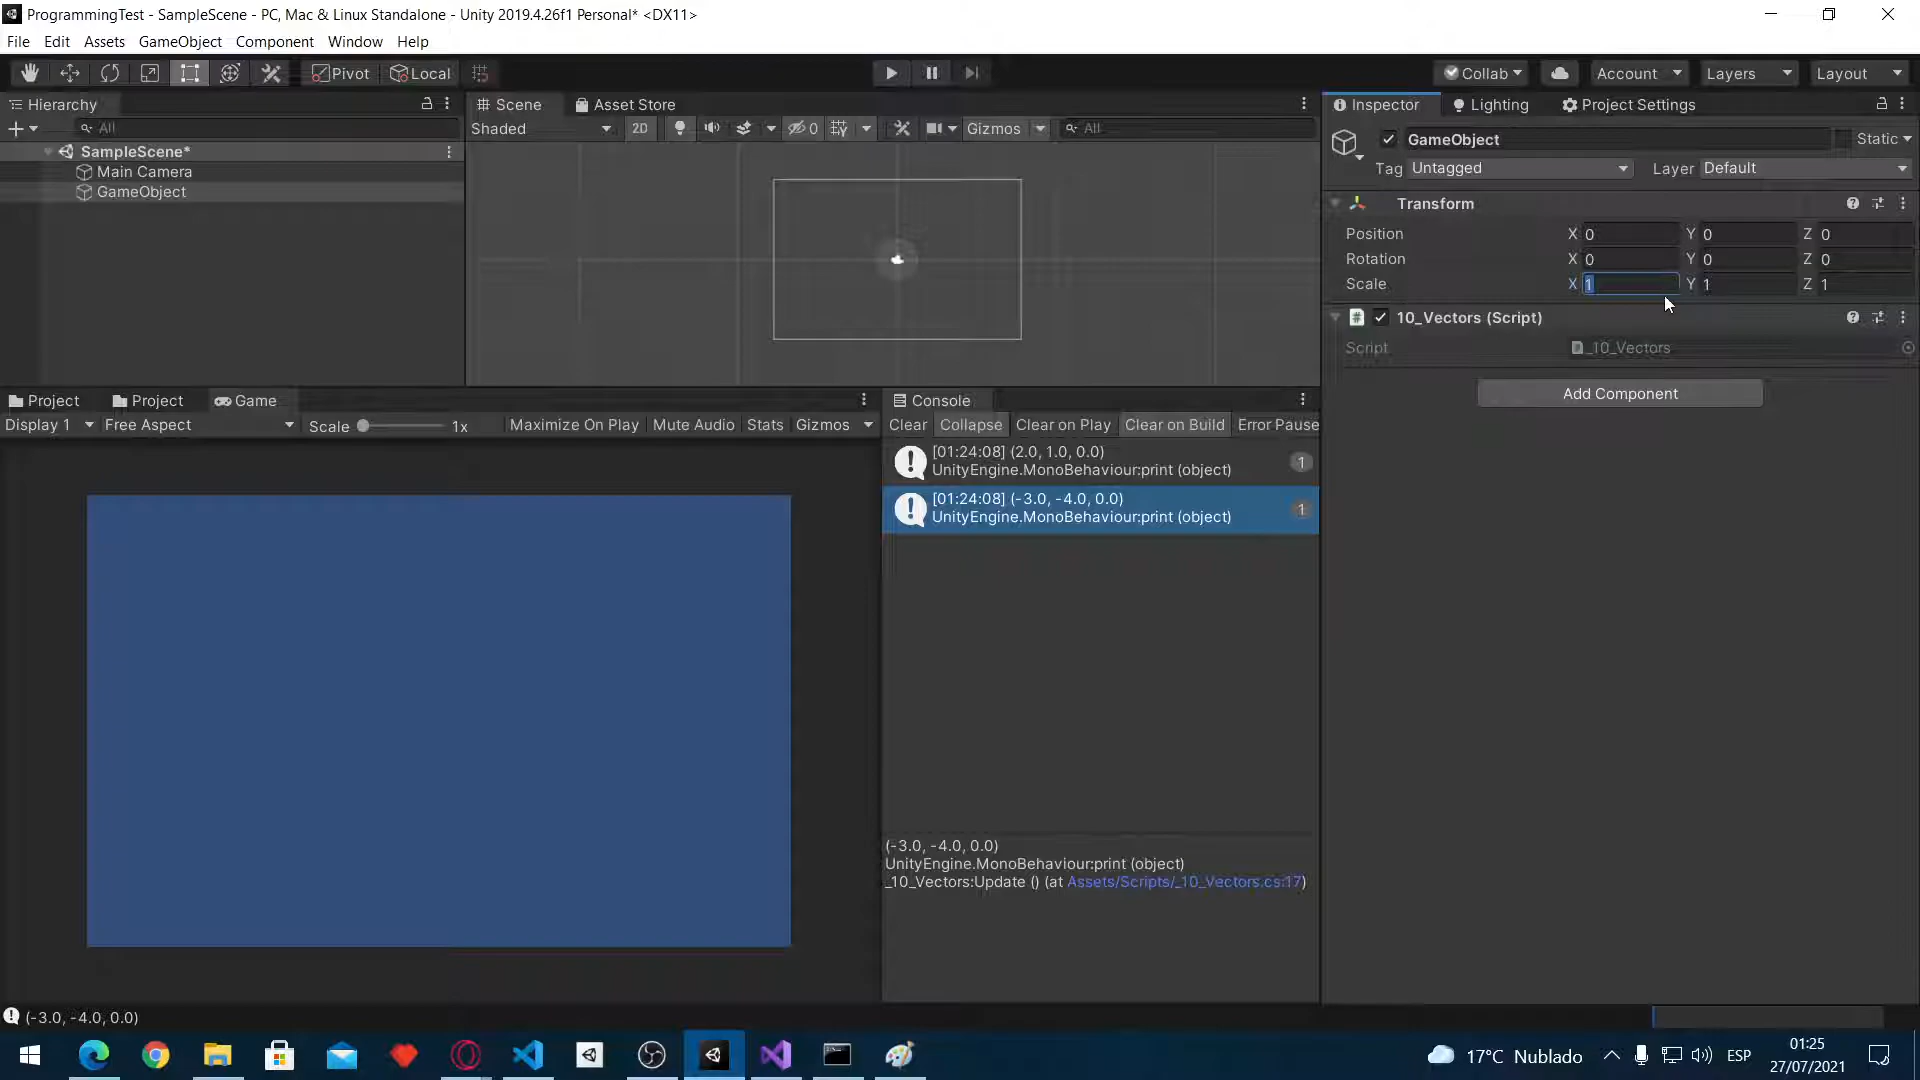 ProgrammingTest - SampleScene - PC, Mac & Linux Standalone - Unity 2019.4.26f1 Personal* <DX11>
File Edit Assets GameObject Component Window Help
Pivot Local Collab Account Layers Layout
Hierarchy
All
SampleScene*
Main Camera
GameObject
Scene Asset Store
Shaded 2D 0 Gizmos All
Inspector Lighting Project Settings
GameObject Static
Tag Untagged Layer Default
Transform
Position X 0 Y 0 Z 0
Rotation X 0 Y 0 Z 0
Scale X 1 Y 1 Z 1
10_Vectors (Script)
Script _10_Vectors
Add Component
Project Project Game
Display 1 Free Aspect Scale 1x Maximize On Play Mute Audio Stats Gizmos
Console
Clear Collapse Clear on Play Clear on Build Error Pause
[01:24:08] (2.0, 1.0, 0.0)
UnityEngine.MonoBehaviour:print (object)
1
[01:24:08] (-3.0, -4.0, 0.0)
UnityEngine.MonoBehaviour:print (object)
1
(-3.0, -4.0, 0.0)
UnityEngine.MonoBehaviour:print (object)
_10_Vectors:Update () (at Assets/Scripts/_10_Vectors.cs:17)
(-3.0, -4.0, 0.0)
17°C Nublado ESP
01:25
27/07/2021